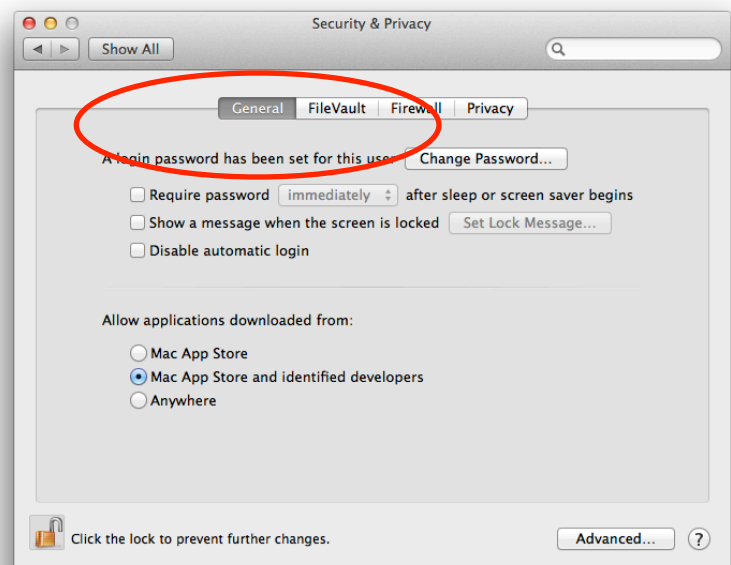 Security & Privacy
Show All
General FileVault Firewall Privacy
A login password has been set for this user Change Password...
Require password immediately after sleep or screen saver begins
Show a message when the screen is locked Set Lock Message...
Disable automatic login
Allow applications downloaded from:
Mac App Store
Mac App Store and identified developers
Anywhere
Click the lock to prevent further changes. Advanced... ?